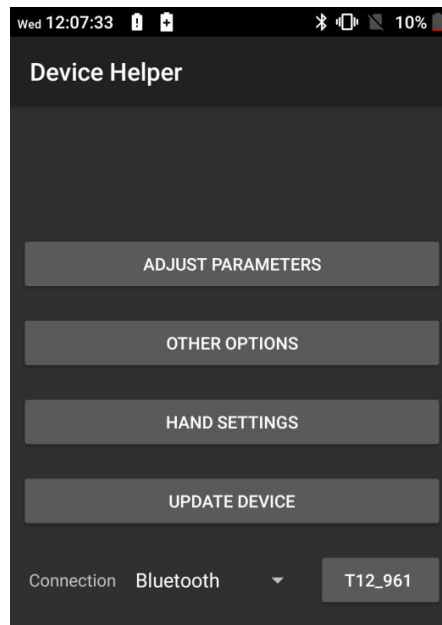 Wed 12:07:33 10%
Device Helper
ADJUST PARAMETERS
OTHER OPTIONS
HAND SETTINGS
UPDATE DEVICE
Connection Bluetooth T12_961